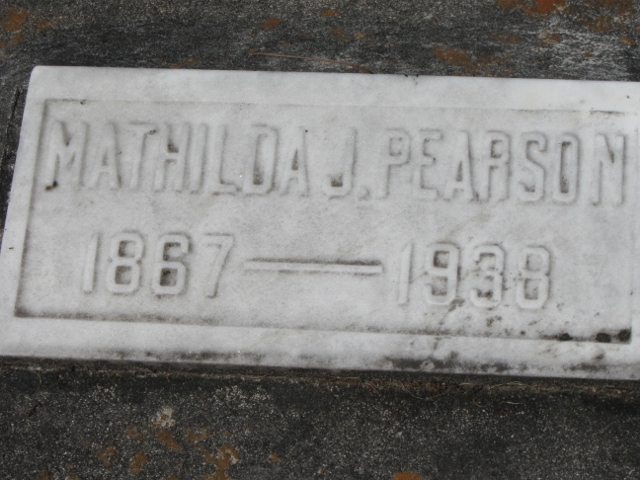 MATHILDA J. PEARSON
1867 — 1938